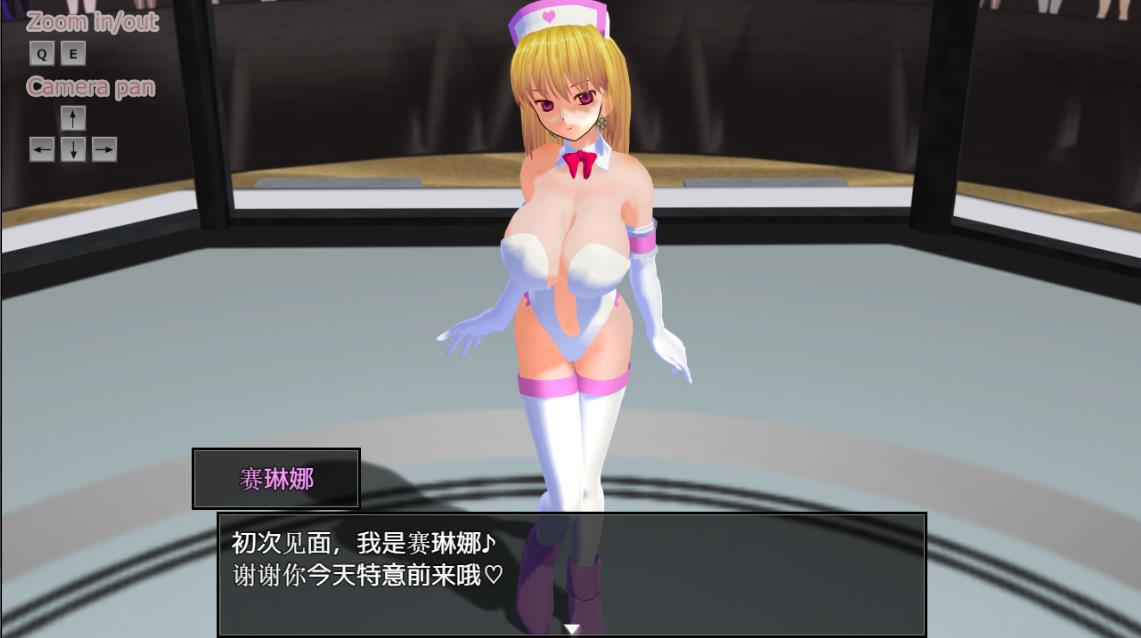 Zoom in/out
Q E
Camera pan
↑
← ↓ →
赛琳娜
初次见面，我是赛琳娜♪
谢谢你今天特意前来哦♡